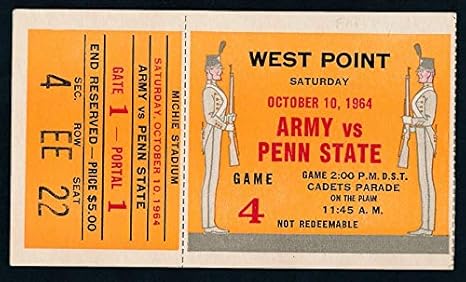 MICHIE STADIUM
SATURDAY, OCTOBER 10, 1964
ARMY vs PENN STATE
GATE 1 - PORTAL 1
END RESERVED—PRICE $5.00
SEC. ROW SEAT
4 EE 22
WEST POINT
SATURDAY
OCTOBER 10, 1964
ARMY vs
PENN STATE
GAME
4
GAME 2:00 P.M. D.S.T.
CADETS PARADE
ON THE PLAIN
11:45 A. M.
NOT REDEEMABLE